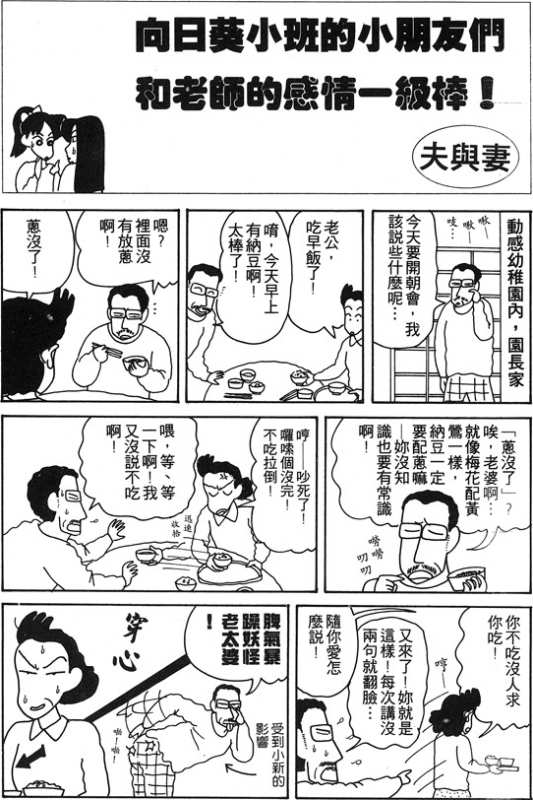 向日葵小班的小朋友們
和老師的感情一級棒！
夫與妻
動感幼稚園內，園長家
啾
啾
吱
今天要開朝會，我
該說些什麼呢…
老公，
吃早飯了！
唷，今天早上
有納豆啊！
太棒了！
嗯？
裡面沒
有放蔥
啊！
…
蔥沒了！
「蔥沒了」？
唉，老婆啊…
就像梅花配黃
鶯一樣，
納豆一定
要配蔥嘛
—妳沒知
識也要有常識
啊！
嘮
嘮
叨
叨
哼—吵死了！
囉嗦個沒完！
不吃拉倒！
迅速
收拾
喂，等、等
一下啊！我
又沒說不吃
啊！
你不吃沒人求
你吃！
哼—
又來了！妳就是
這樣！每次講沒
兩句就翻臉…
隨你愛怎
麼說！
脾氣暴
躁妖怪
老太婆
！
受到小新的
影響
啪
啪
穿心